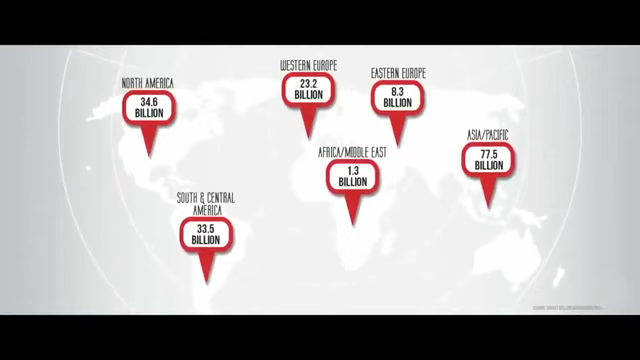 NORTH AMERICA
34.6
BILLION
WESTERN EUROPE
23.2
BILLION
EASTERN EUROPE
8.3
BILLION
AFRICA/MIDDLE EAST
1.3
BILLION
ASIA/PACIFIC
77.5
BILLION
SOUTH & CENTRAL
AMERICA
33.5
BILLION